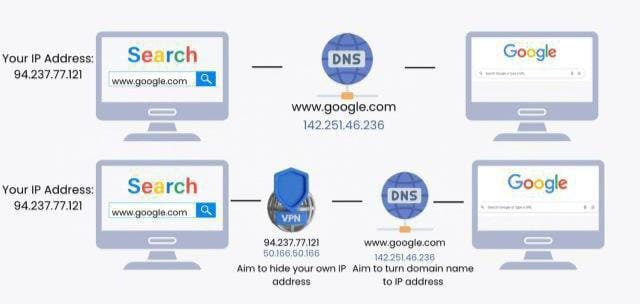 Your IP Address:
94.237.77.121
Search
www.google.com
DNS
www.google.com
142.251.46.236
Google
Search Google or type a URL
Your IP Address:
94.237.77.121
Search
www.google.com
VPN
94.237.77.121
50.166.50.166
Aim to hide your own IP
address
DNS
www.google.com
142.251.46.236
Aim to turn domain name
to IP address
Google
Search Google or type a URL